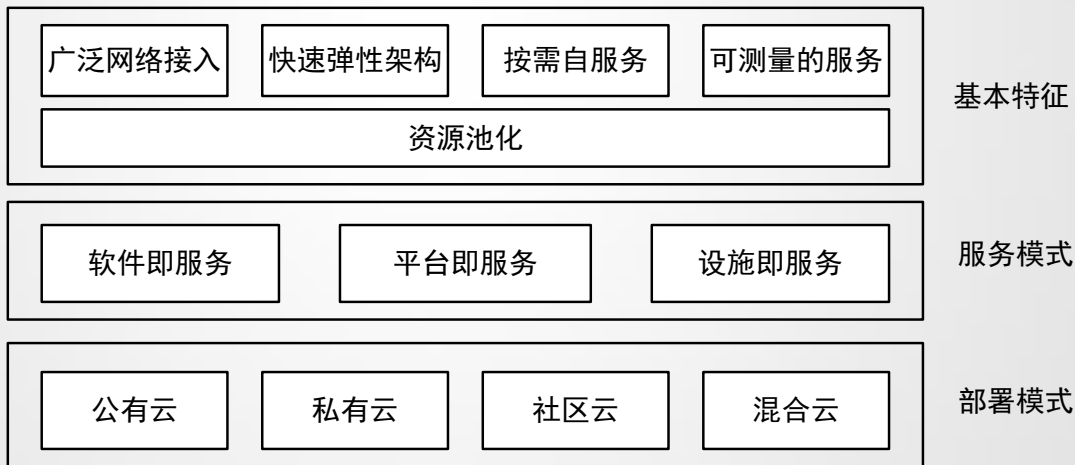 广泛网络接入
快速弹性架构
按需自服务
可测量的服务
资源池化
基本特征
软件即服务
平台即服务
设施即服务
服务模式
公有云
私有云
社区云
混合云
部署模式